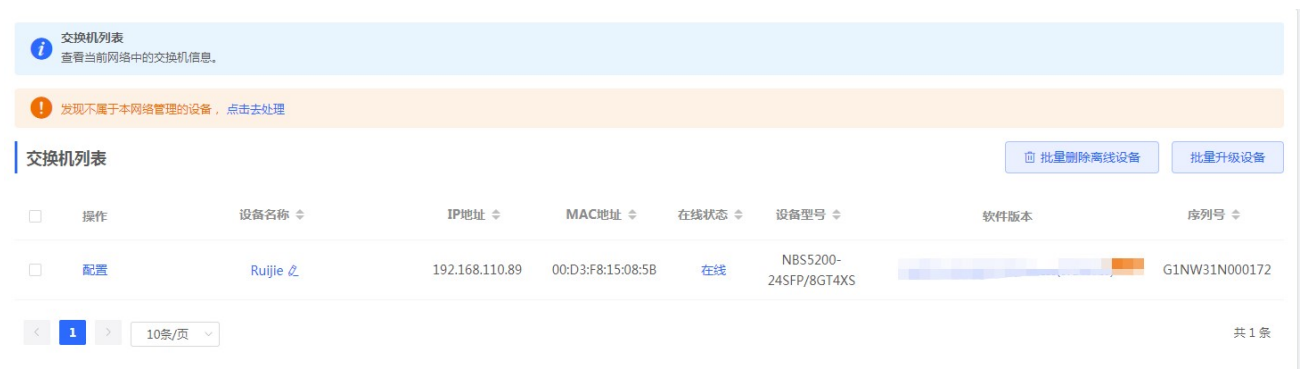 交换机列表
查看当前网络中的交换机信息。
发现不属于本网络管理的设备，点击去处理
交换机列表
批量删除离线设备 批量升级设备
操作 设备名称 IP地址 MAC地址 在线状态 设备型号 软件版本 序列号
配置 Ruijie 192.168.110.89 00:D3:F8:15:08:5B 在线 NBS5200-
24SFP/8GT4XS G1NW31N000172
< 1 > 10条/页 共 1 条